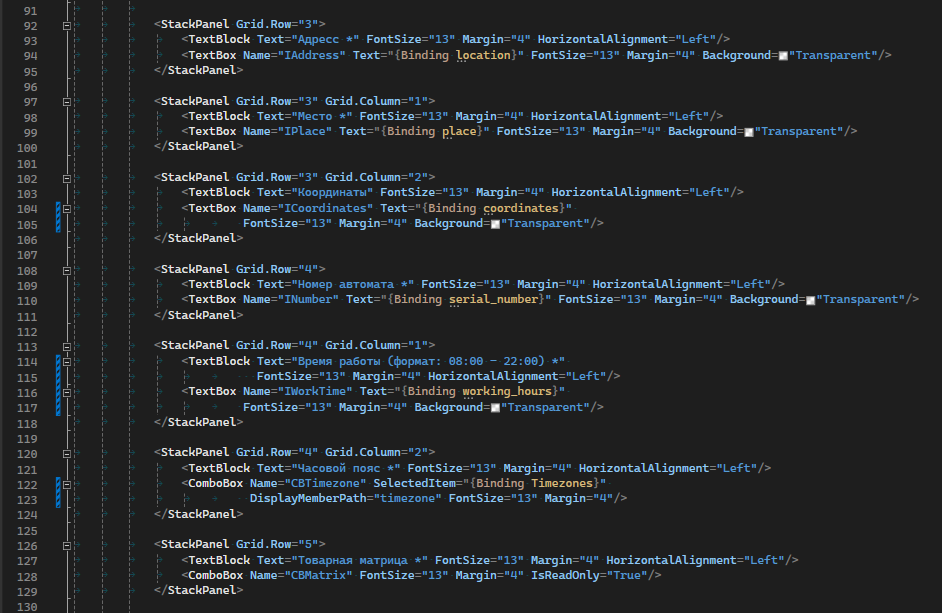 91
92 <StackPanel Grid.Row="3">
93 <TextBlock Text="Адресс *" FontSize="13" Margin="4" HorizontalAlignment="Left"/>
94 <TextBox Name="IAddress" Text="{Binding location}" FontSize="13" Margin="4" Background="Transparent"/>
95 </StackPanel>
96
97 <StackPanel Grid.Row="3" Grid.Column="1">
98 <TextBlock Text="Место *" FontSize="13" Margin="4" HorizontalAlignment="Left"/>
99 <TextBox Name="IPlace" Text="{Binding place}" FontSize="13" Margin="4" Background="Transparent"/>
100 </StackPanel>
101
102 <StackPanel Grid.Row="3" Grid.Column="2">
103 <TextBlock Text="Координаты" FontSize="13" Margin="4" HorizontalAlignment="Left"/>
104 <TextBox Name="ICoordinates" Text="{Binding coordinates}"
105 FontSize="13" Margin="4" Background="Transparent"/>
106 </StackPanel>
107
108 <StackPanel Grid.Row="4">
109 <TextBlock Text="Номер автомата *" FontSize="13" Margin="4" HorizontalAlignment="Left"/>
110 <TextBox Name="INumber" Text="{Binding serial_number}" FontSize="13" Margin="4" Background="Transparent"/>
111 </StackPanel>
112
113 <StackPanel Grid.Row="4" Grid.Column="1">
114 <TextBlock Text="Время работы (формат: 08:00 - 22:00) *"
115 FontSize="13" Margin="4" HorizontalAlignment="Left"/>
116 <TextBox Name="IWorkTime" Text="{Binding working_hours}"
117 FontSize="13" Margin="4" Background="Transparent"/>
118 </StackPanel>
119
120 <StackPanel Grid.Row="4" Grid.Column="2">
121 <TextBlock Text="Часовой пояс *" FontSize="13" Margin="4" HorizontalAlignment="Left"/>
122 <ComboBox Name="CBTimezone" SelectedItem="{Binding Timezones}"
123 DisplayMemberPath="timezone" FontSize="13" Margin="4"/>
124 </StackPanel>
125
126 <StackPanel Grid.Row="5">
127 <TextBlock Text="Товарная матрица *" FontSize="13" Margin="4" HorizontalAlignment="Left"/>
128 <ComboBox Name="CBMatrix" FontSize="13" Margin="4" IsReadOnly="True"/>
129 </StackPanel>
130